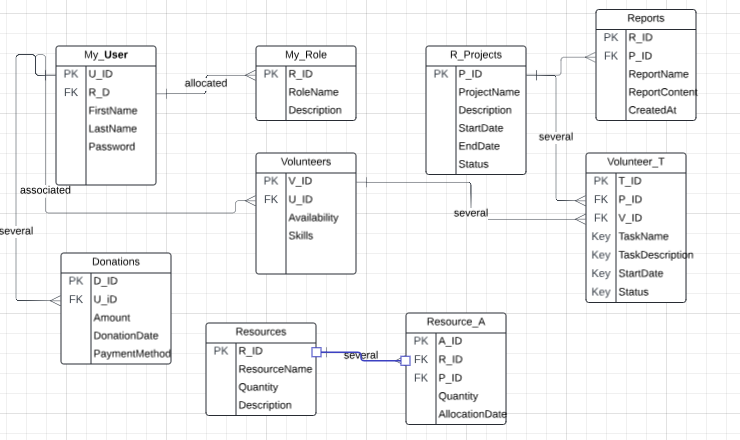 My_User
PK U_ID
FK R_D
FirstName
LastName
Password
allocated
My_Role
PK R_ID
RoleName
Description
R_Projects
PK P_ID
ProjectName
Description
StartDate
EndDate
Status
Reports
PK R_ID
FK P_ID
ReportName
ReportContent
CreatedAt
several
Volunteers
PK V_ID
FK U_ID
Availability
Skills
associated
several
Volunteer_T
PK T_ID
FK P_ID
FK V_ID
Key TaskName
Key TaskDescription
Key StartDate
Key Status
several
Donations
PK D_ID
FK U_iD
Amount
DonationDate
PaymentMethod
Resources
PK R_ID
ResourceName
Quantity
Description
several
Resource_A
PK A_ID
FK R_ID
FK P_ID
Quantity
AllocationDate